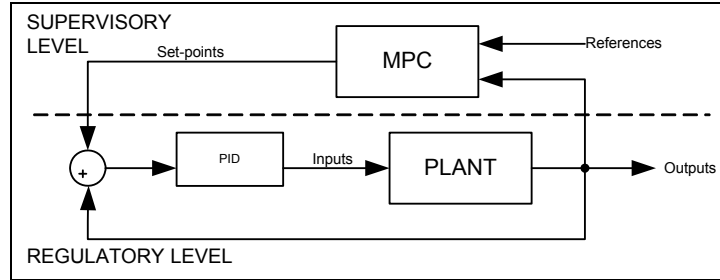 SUPERVISORY
LEVEL
References
Set-points
MPC
+
PID
Inputs
PLANT
Outputs
REGULATORY LEVEL